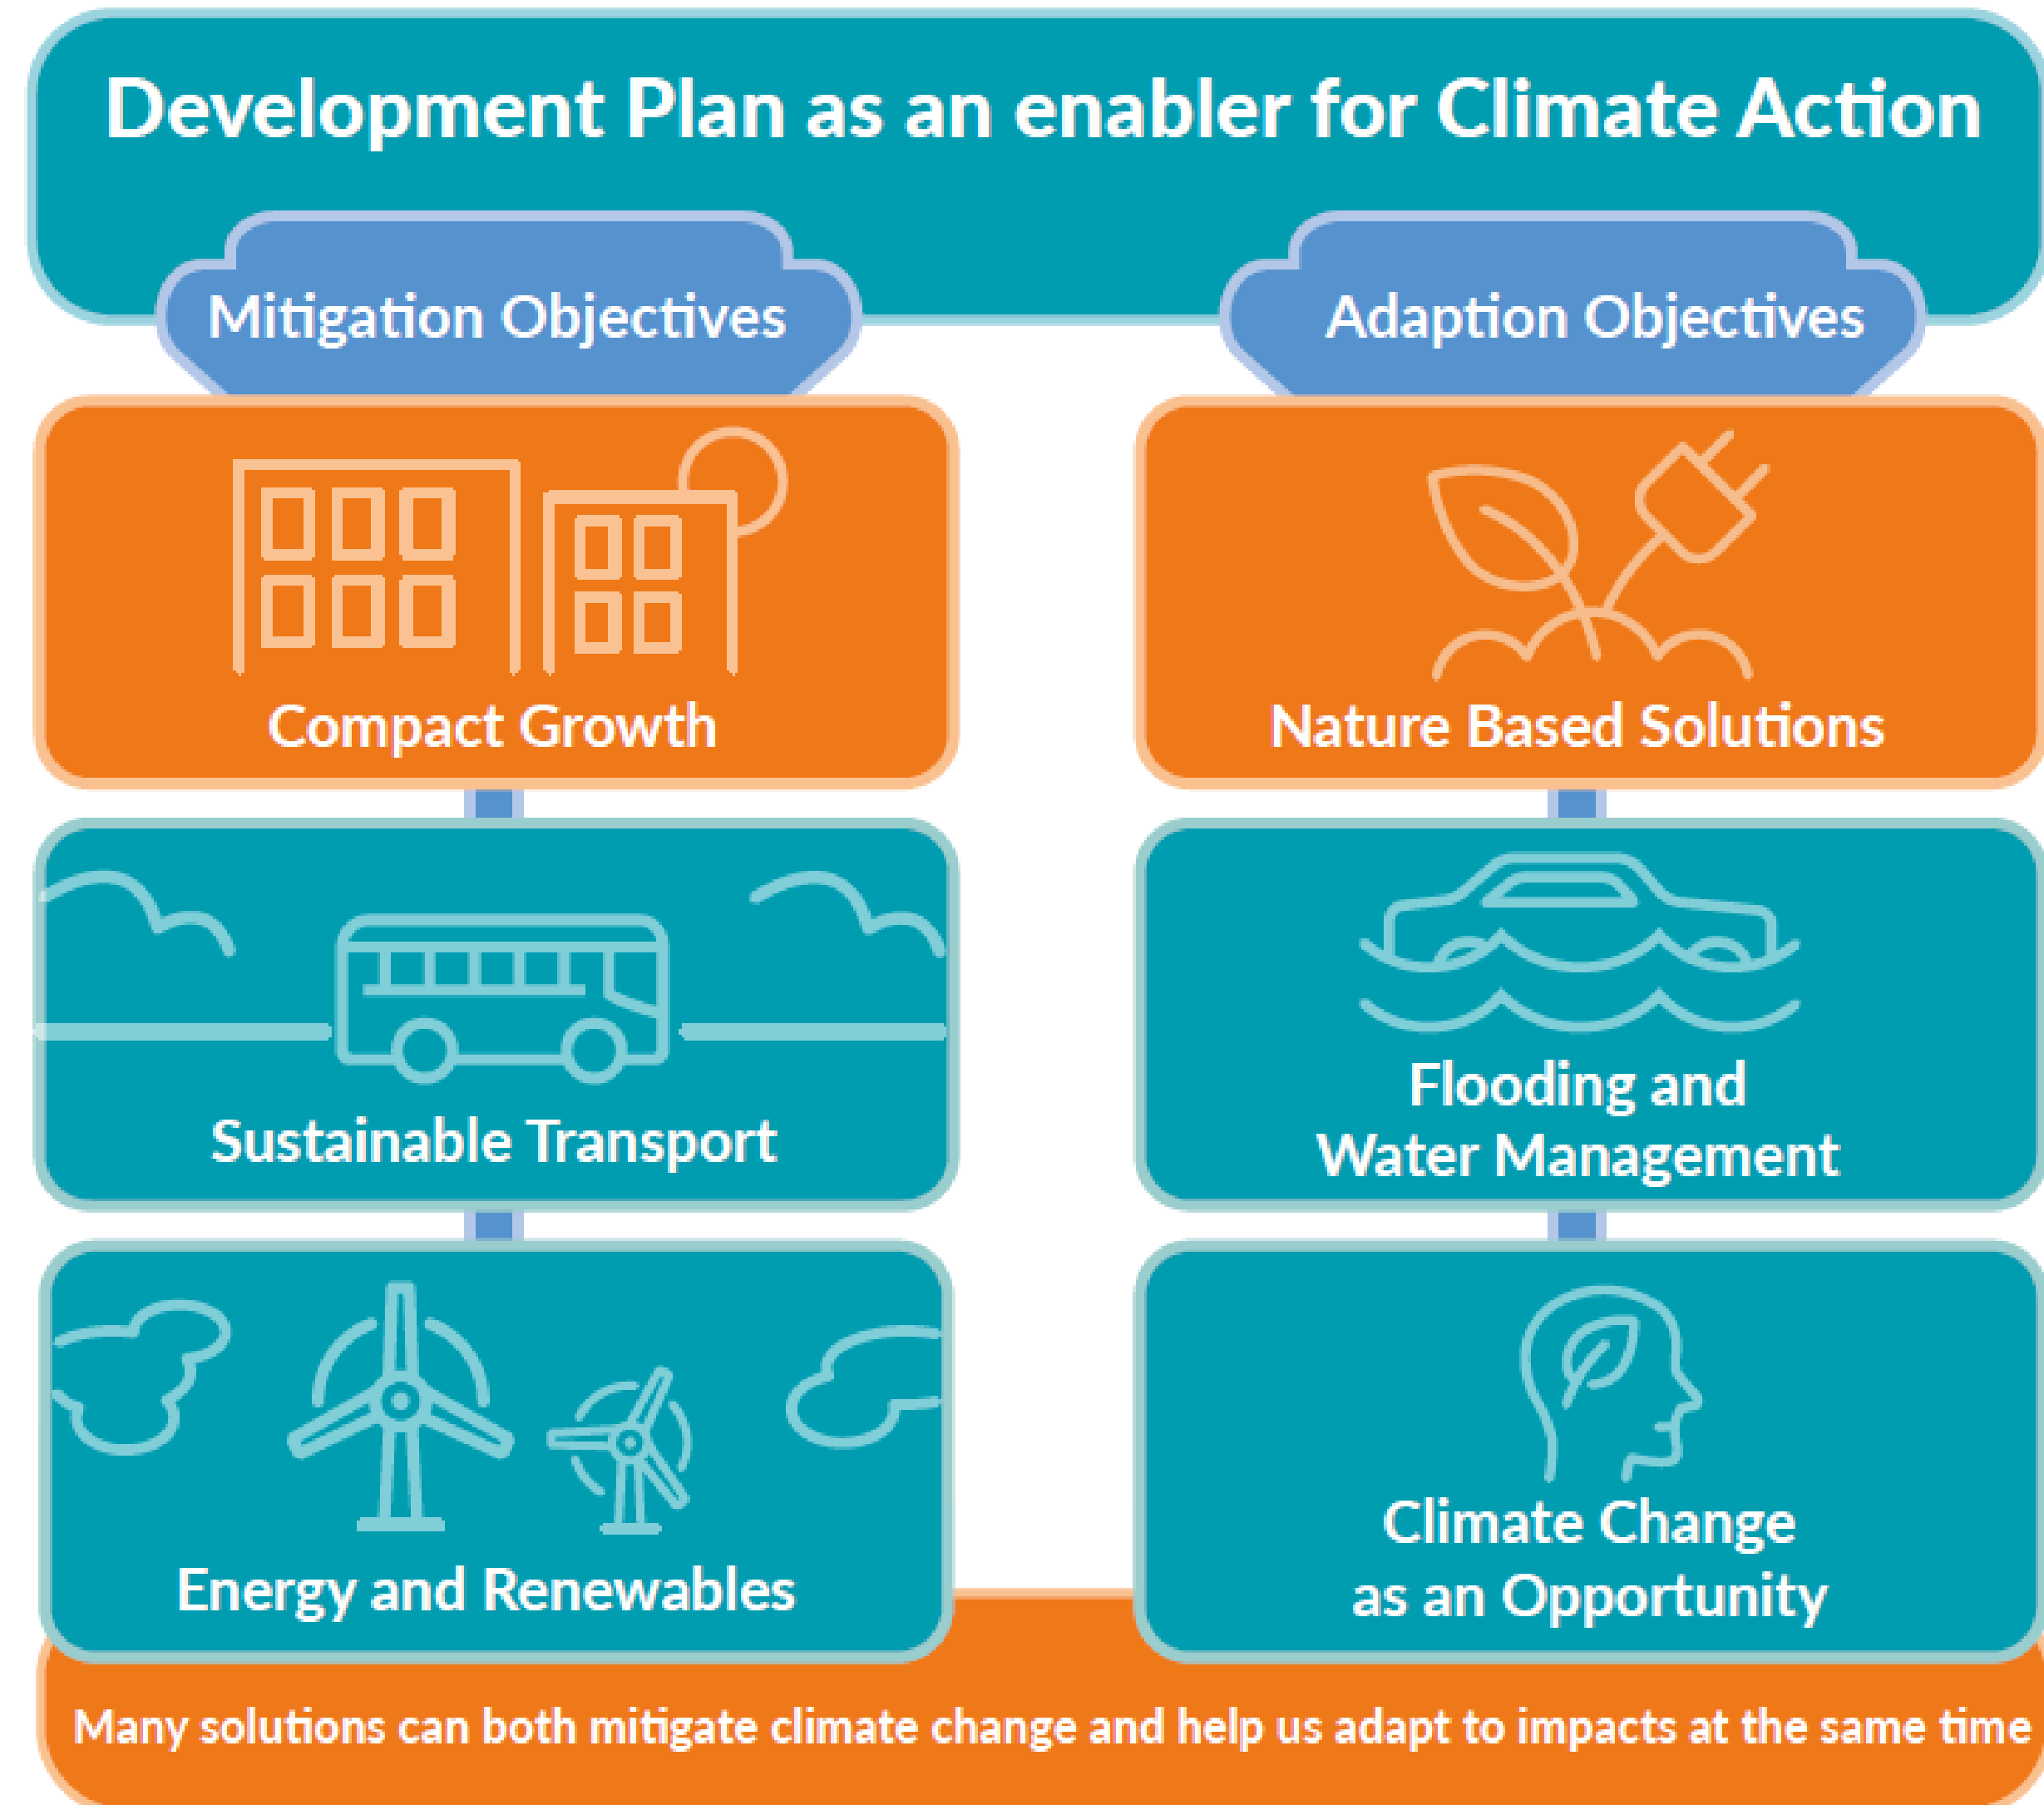 Development Plan as an enabler for Climate Action
Mitigation Objectives
Compact Growth
Sustainable Transport
Energy and Renewables
Adaption Objectives
Nature Based Solutions
Flooding and
Water Management
Climate Change
as an Opportunity
Many solutions can both mitigate climate change and help us adapt to impacts at the same time